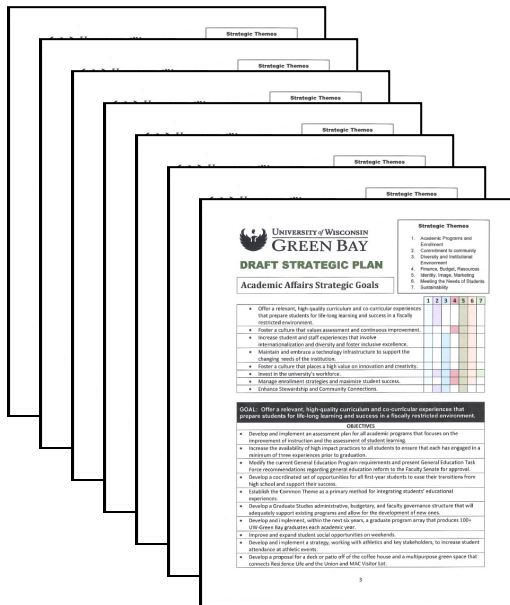 Strategic Themes
Strategic Themes
Strategic Themes
Strategic Themes
Strategic Themes
Strategic Themes
UNIVERSITY of WISCONSIN
GREEN BAY
DRAFT STRATEGIC PLAN
Academic Affairs Strategic Goals
Strategic Themes
1. Academic Programs and
Enrollment
2. Commitment to community
3. Diversity and Institutional
Environment
4. Finance, Budget, Resources
5. Identity, Image, Marketing
6. Meeting the Needs of Students
7. Sustainability
1 2 3 4 5 6 7
• Offer a relevant, high-quality curriculum and co-curricular experiences
that prepare students for life-long learning and success in a fiscally
restricted environment.
• Foster a culture that values assessment and continuous improvement.
• Increase student and staff experiences that involve
internationalization and diversity and foster inclusive excellence.
• Maintain and embrace a technology infrastructure to support the
changing needs of the institution.
• Foster a culture that places a high value on innovation and creativity.
• Invest in the university's workforce.
• Manage enrollment strategies and maximize student success.
• Enhance Stewardship and Community Connections.
GOAL: Offer a relevant, high-quality curriculum and co-curricular experiences that
prepare students for life-long learning and success in a fiscally restricted environment.
OBJECTIVES
• Develop and implement an assessment plan for all academic programs that focuses on the
improvement of instruction and the assessment of student learning.
• Increase the availability of high impact practices to all students to ensure that each has engaged in a
minimum of three experiences prior to graduation.
• Modify the current General Education Program requirements and present General Education Task
Force recommendations regarding general education reform to the Faculty Senate for approval.
• Develop a coordinated set of opportunities for all first-year students to ease their transitions from
high school and support their success.
• Establish the Common Theme as a primary method for integrating students' educational
experiences.
• Develop a Graduate Studies administrative, budgetary, and faculty governance structure that will
adequately support existing programs and allow for the development of new ones.
• Develop and implement, within the next six years, a graduate program array that produces 100+
UW-Green Bay graduates each academic year.
• Improve and expand student social opportunities on weekends.
• Develop and implement a strategy, working with athletics and key stakeholders, to increase student
attendance at athletic events.
• Develop a proposal for a deck or patio off of the coffee house and a multipurpose green space that
connects Residence Life and the Union and MAC Visitor Lot.
3